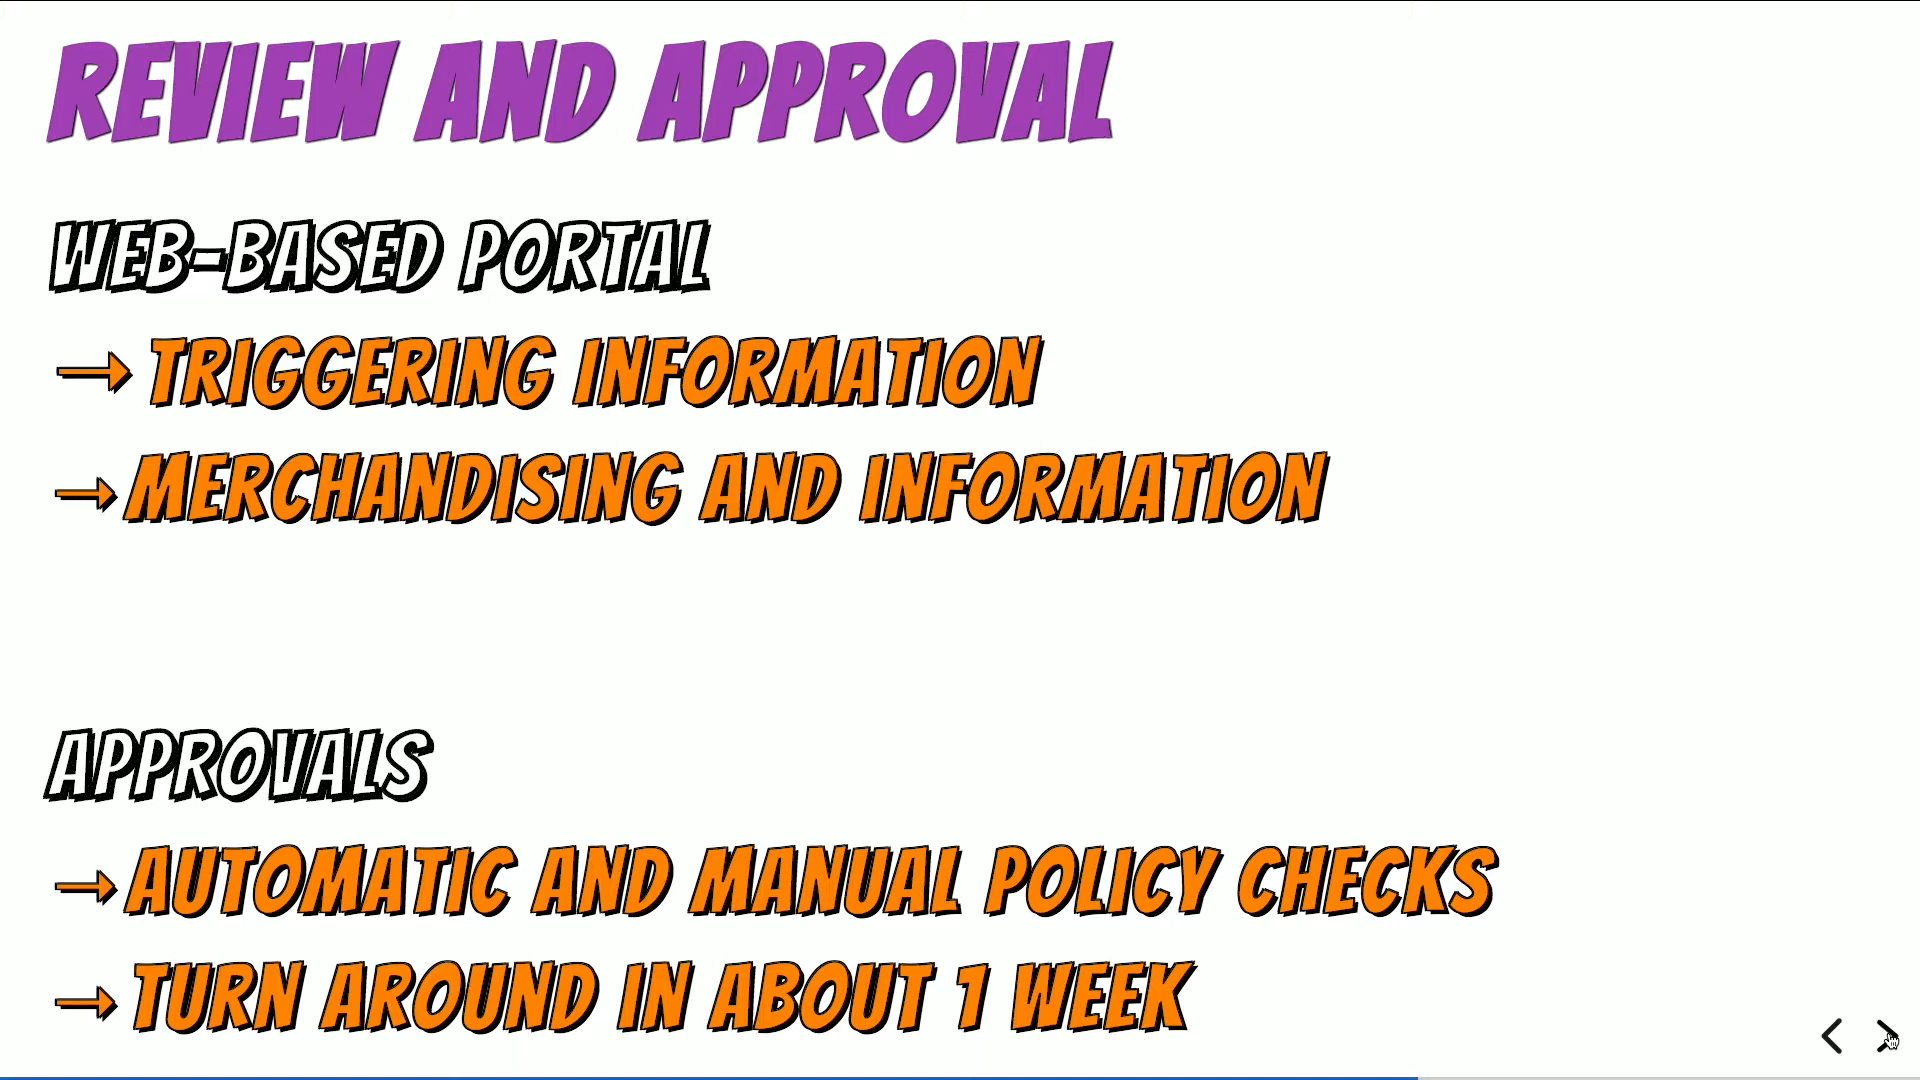 REVIEW AND APPROVAL
WEB-BASED PORTAL
→ TRIGGERING INFORMATION
→ MERCHANDISING AND INFORMATION
APPROVALS
→ AUTOMATIC AND MANUAL POLICY CHECKS
→ TURN AROUND IN ABOUT 1 WEEK